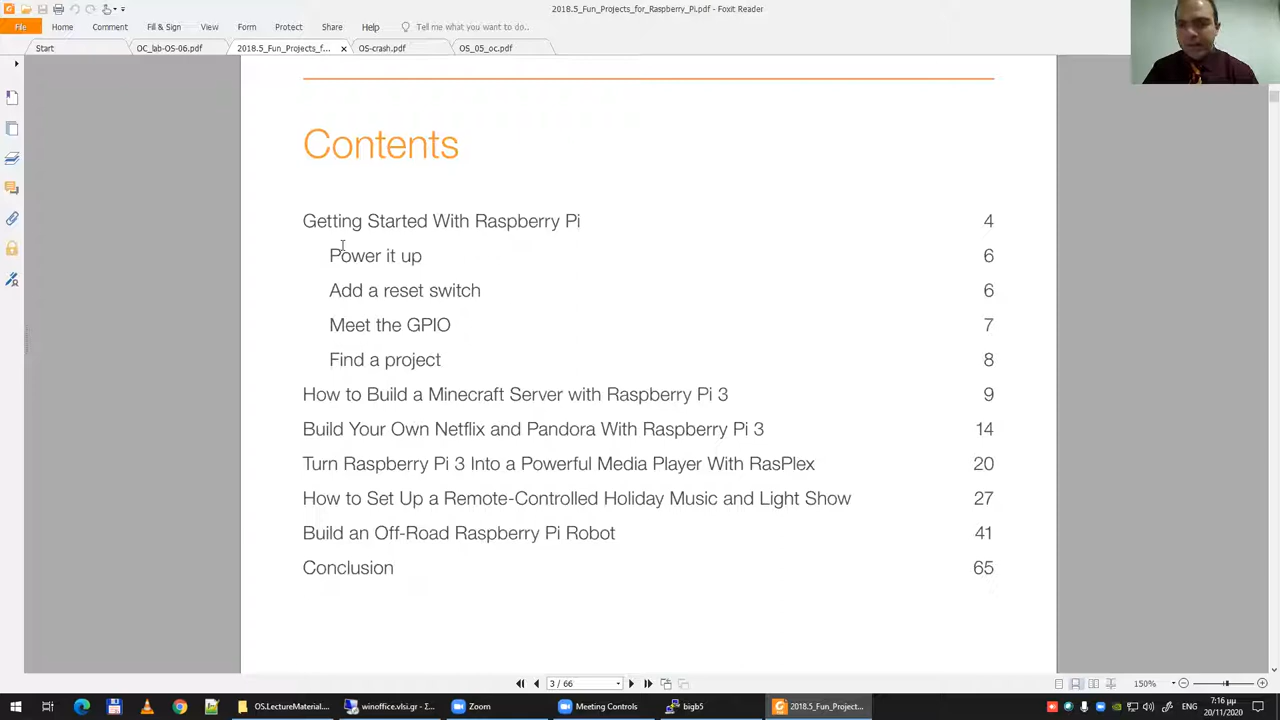 2018.5_Fun_Projects_for_Raspberry_Pi.pdf - Foxit Reader
File Home Comment Fill & Sign View Form Protect Share Help Tell me what you want to do..
Start OC_lab-OS-06.pdf 2018.5_Fun_Projects_f... OS-crash.pdf OS_05_oc.pdf
Contents
Getting Started With Raspberry Pi 4
Power it up 6
Add a reset switch 6
Meet the GPIO 7
Find a project 8
How to Build a Minecraft Server with Raspberry Pi 3 9
Build Your Own Netflix and Pandora With Raspberry Pi 3 14
Turn Raspberry Pi 3 Into a Powerful Media Player With RasPlex 20
How to Set Up a Remote-Controlled Holiday Music and Light Show 27
Build an Off-Road Raspberry Pi Robot 41
Conclusion 65
3 / 66 150%
OS.LectureMaterial... winoffice.vlsi.gr - Σ... Zoom Meeting Controls bigb5 2018.5_Fun_Project... ENG 7:16 μμ
20/11/2020